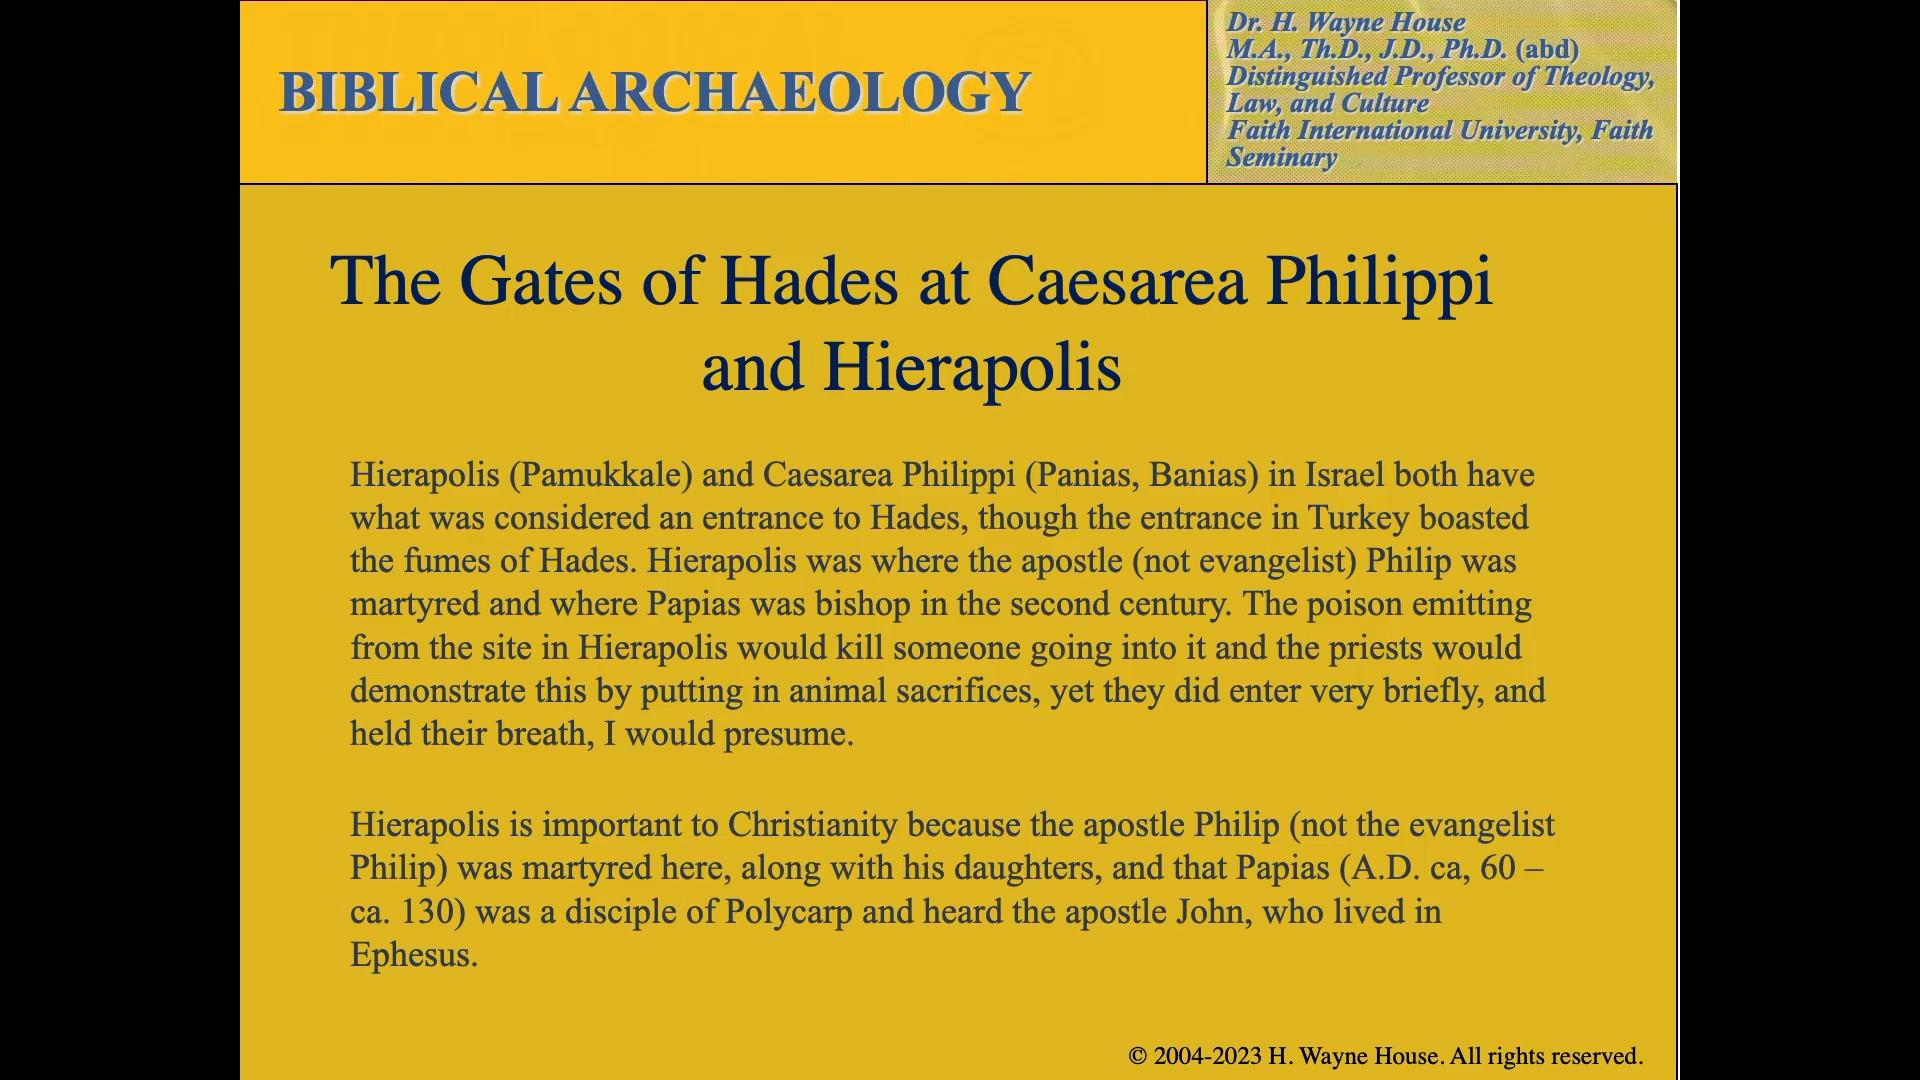 BIBLICAL ARCHAEOLOGY
Dr. H. Wayne House
M.A., Th.D., J.D., Ph.D. (abd)
Distinguished Professor of Theology,
Law, and Culture
Faith International University, Faith
Seminary
The Gates of Hades at Caesarea Philippi
and Hierapolis
Hierapolis (Pamukkale) and Caesarea Philippi (Panias, Banias) in Israel both have
what was considered an entrance to Hades, though the entrance in Turkey boasted
the fumes of Hades. Hierapolis was where the apostle (not evangelist) Philip was
martyred and where Papias was bishop in the second century. The poison emitting
from the site in Hierapolis would kill someone going into it and the priests would
demonstrate this by putting in animal sacrifices, yet they did enter very briefly, and
held their breath, I would presume.
Hierapolis is important to Christianity because the apostle Philip (not the evangelist
Philip) was martyred here, along with his daughters, and that Papias (A.D. ca, 60 –
ca. 130) was a disciple of Polycarp and heard the apostle John, who lived in
Ephesus.
© 2004-2023 H. Wayne House. All rights reserved.